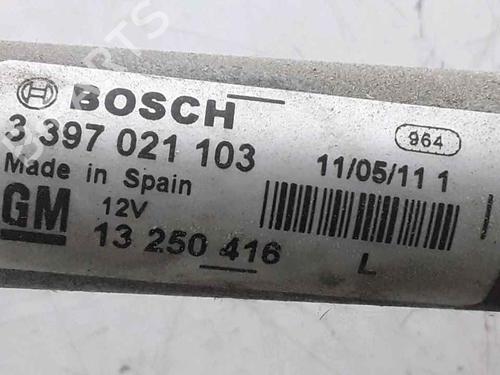 BOSCH
3 397 021 103
964
Made in Spain
11/05/11 1
GM
12V
13 250 416
L